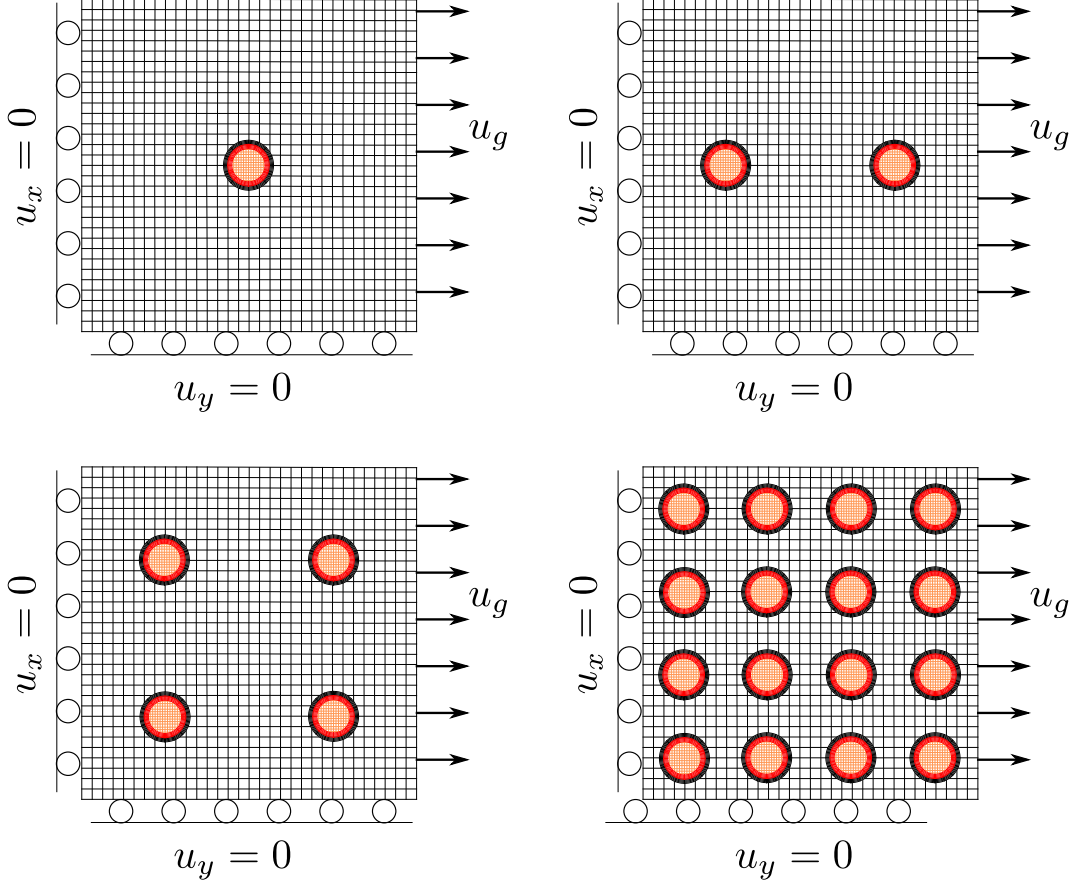 u_x = 0
u_g
u_y = 0
u_x = 0
u_g
u_y = 0
u_x = 0
u_g
u_y = 0
u_x = 0
u_g
u_y = 0